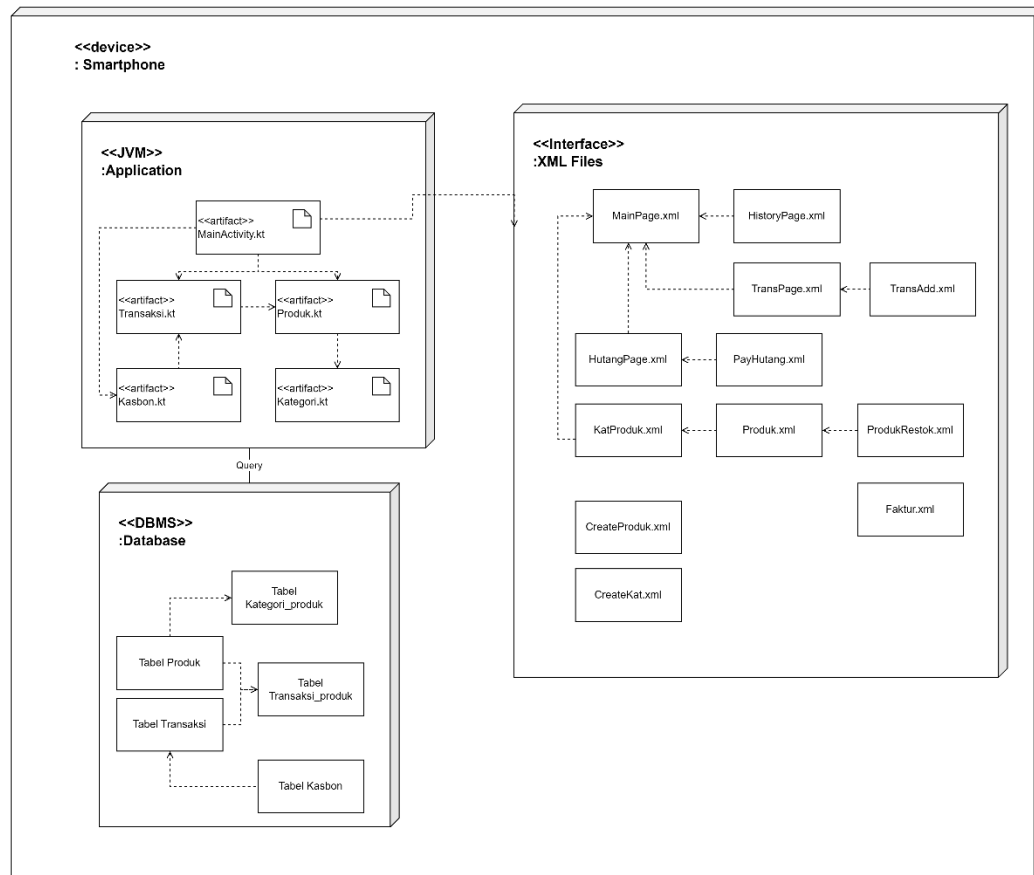 <<device>>
: Smartphone
<<JVM>>
:Application
<<artifact>>
MainActivity.kt
<<artifact>>
Transaksi.kt
<<artifact>>
Produk.kt
<<artifact>>
Kasbon.kt
<<artifact>>
Kategori.kt
Query
<<DBMS>>
:Database
Tabel
Kategori_produk
Tabel Produk
Tabel
Transaksi_produk
Tabel Transaksi
Tabel Kasbon
<<Interface>>
:XML Files
MainPage.xml
HistoryPage.xml
TransPage.xml
TransAdd.xml
HutangPage.xml
PayHutang.xml
KatProduk.xml
Produk.xml
ProdukRestok.xml
Faktur.xml
CreateProduk.xml
CreateKat.xml